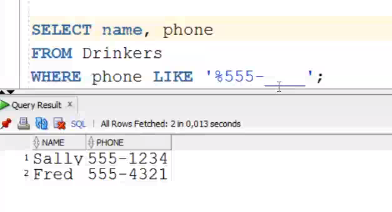 SELECT name, phone
FROM Drinkers
WHERE phone LIKE '%555-____';
Query Result x
SQL | All Rows Fetched: 2 in 0,013 seconds
NAME PHONE
1 Sally 555-1234
2 Fred 555-4321